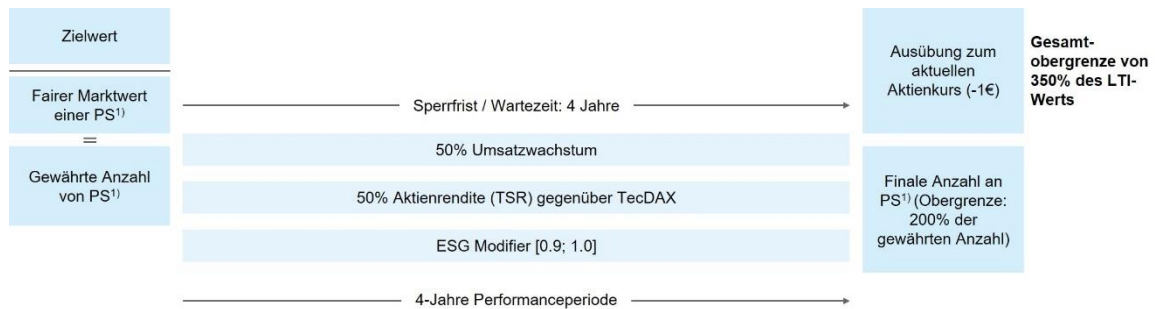 Zielwert
Fairer Marktwert
einer PS1)
=
Gewährte Anzahl
von PS1)
Sperrfrist / Wartezeit: 4 Jahre
50% Umsatzwachstum
50% Aktienrendite (TSR) gegenüber TecDAX
ESG Modifier [0.9; 1.0]
4-Jahre Performanceperiode
Ausübung zum
aktuellen
Aktienkurs (-1€)
Finale Anzahl an
PS1) (Obergrenze:
200% der
gewährten Anzahl)
Gesamt-
obergrenze von
350% des LTI-
Werts